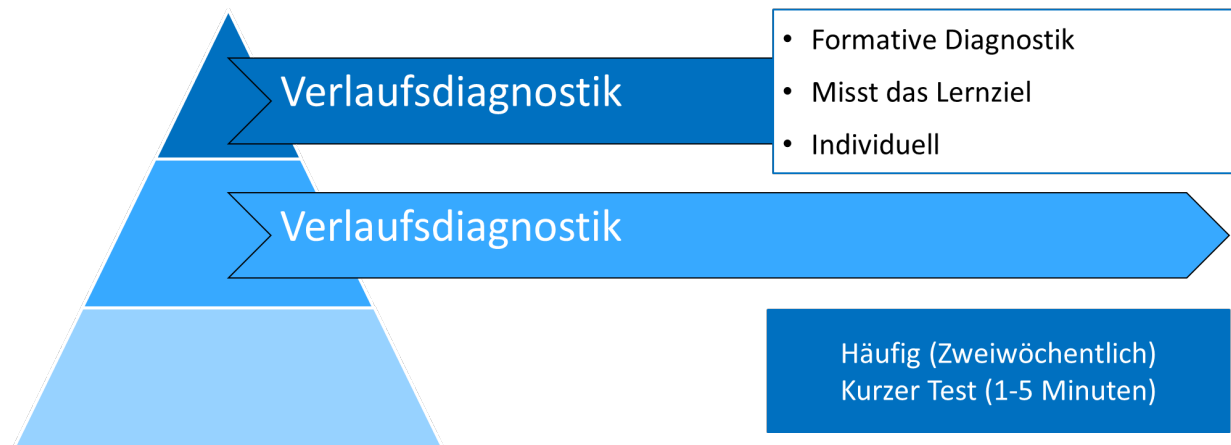 Verlaufsdiagnostik
• Formative Diagnostik
• Misst das Lernziel
• Individuell
Verlaufsdiagnostik
Häufig (Zweiwöchentlich)
Kurzer Test (1-5 Minuten)